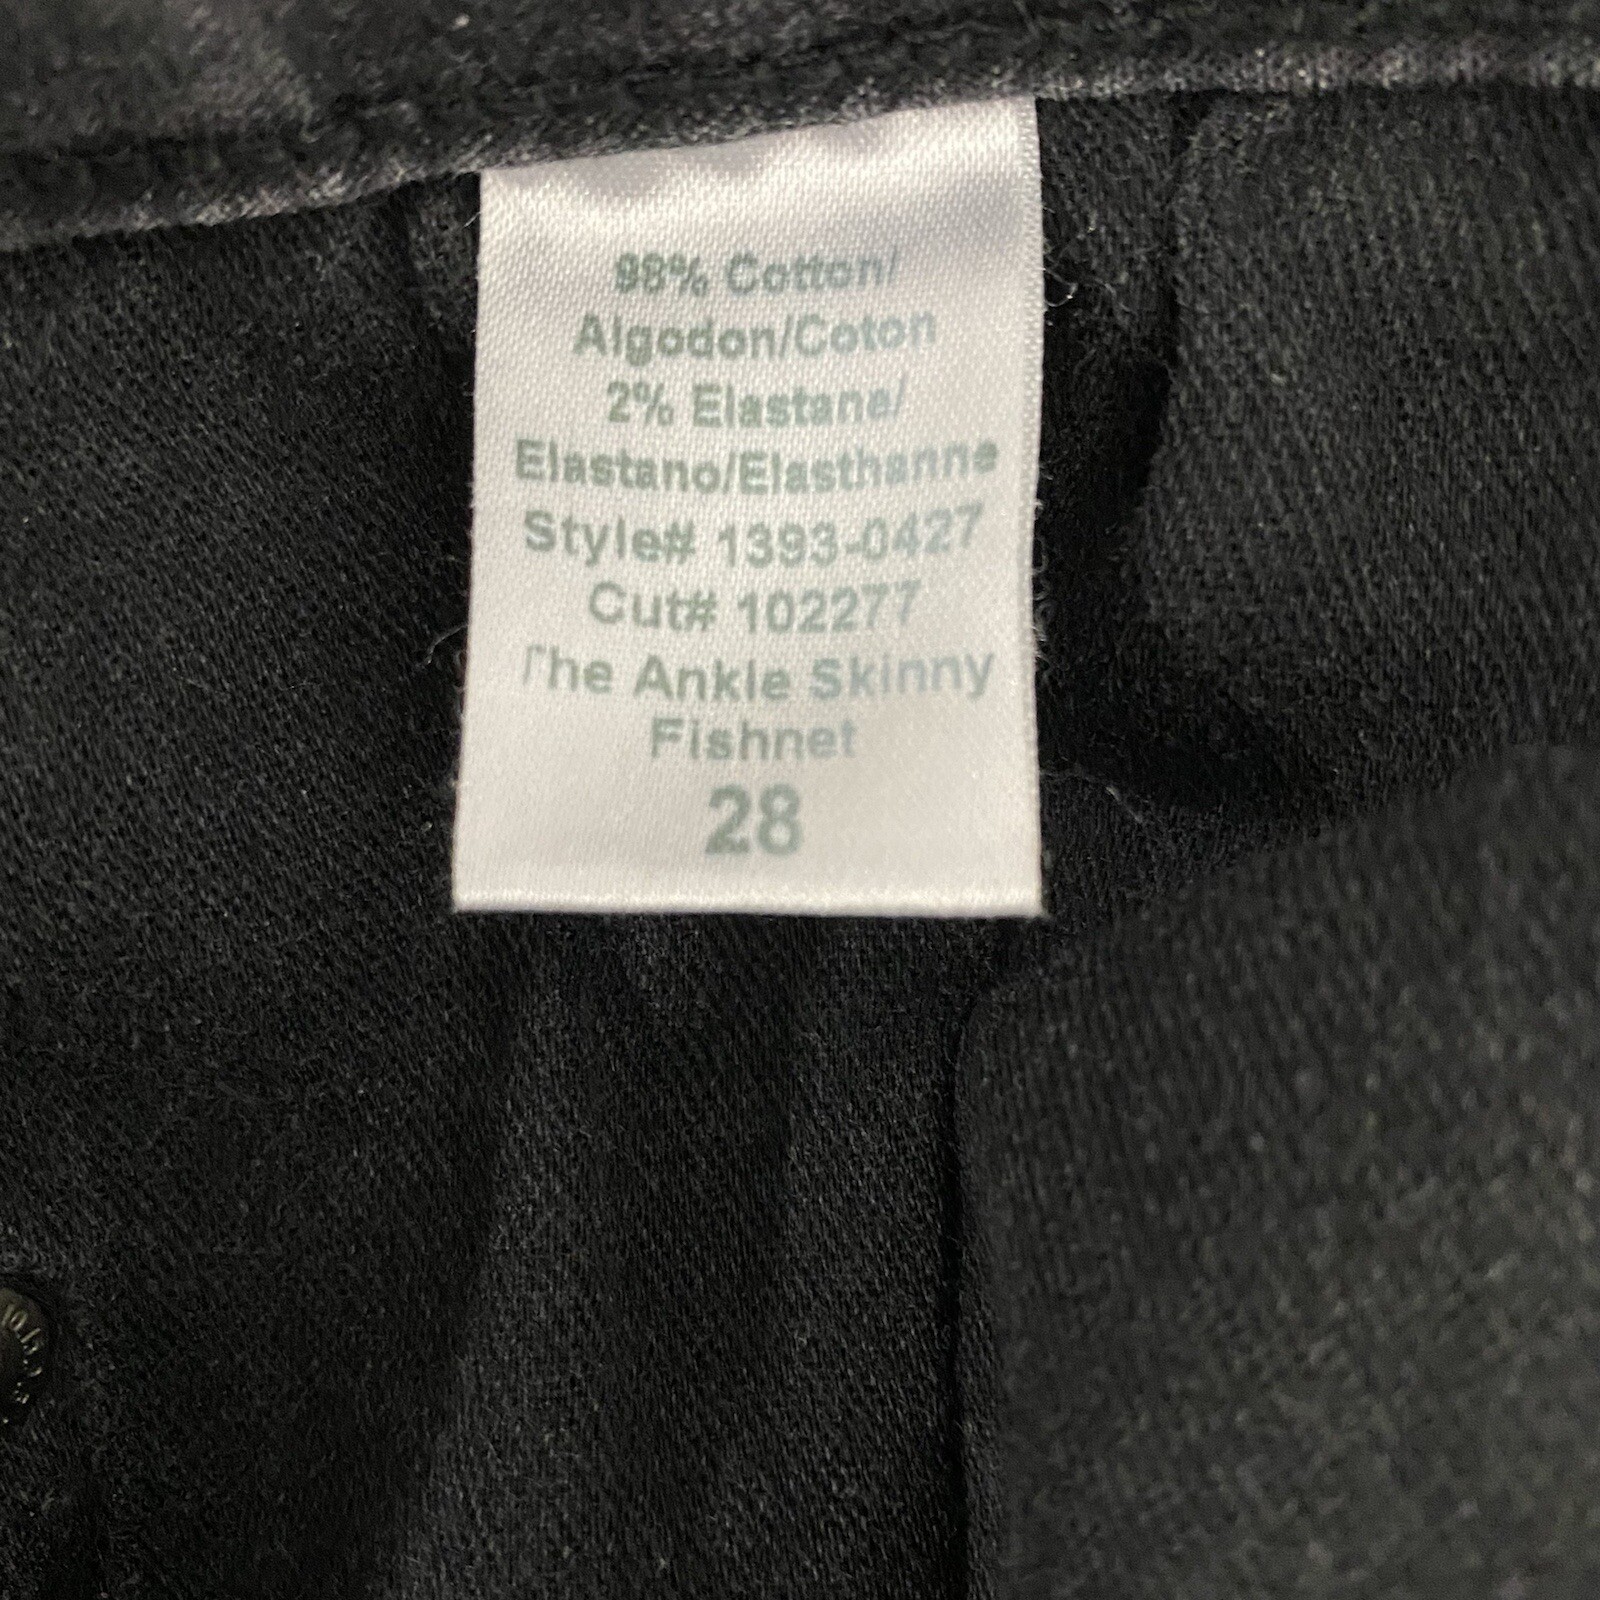 98% Cotton/
Algodon/Coton
2% Elastane/
Elastano/Elasthanne
Style# 1393-0427
Cut# 102277
The Ankle Skinny
Fishnet
28